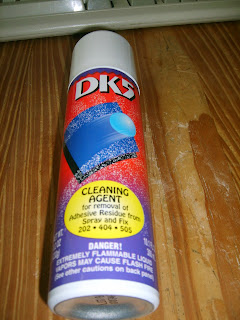 DK5
CLEANING
AGENT
for removal of
Adhesive Residue from
Spray and Fix
202 • 404 • 505
DANGER!
EXTREMELY FLAMMABLE LIQUID
VAPORS MAY CAUSE FLASH FIRE
See other cautions on back panel